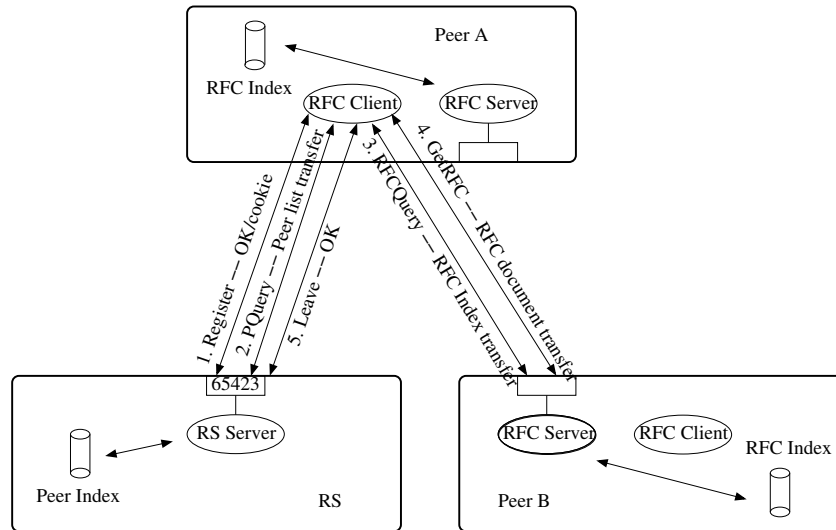 Peer A
RFC Index
RFC Client
RFC Server
1. Register –– OK/cookie
2. PQuery –– Peer list transfer
5. Leave –– OK
3. RFCQuery –– RFC Index transfer
4. GetRFC –– RFC document transfer
65423
RS Server
Peer Index
RS
RFC Server
RFC Client
RFC Index
Peer B